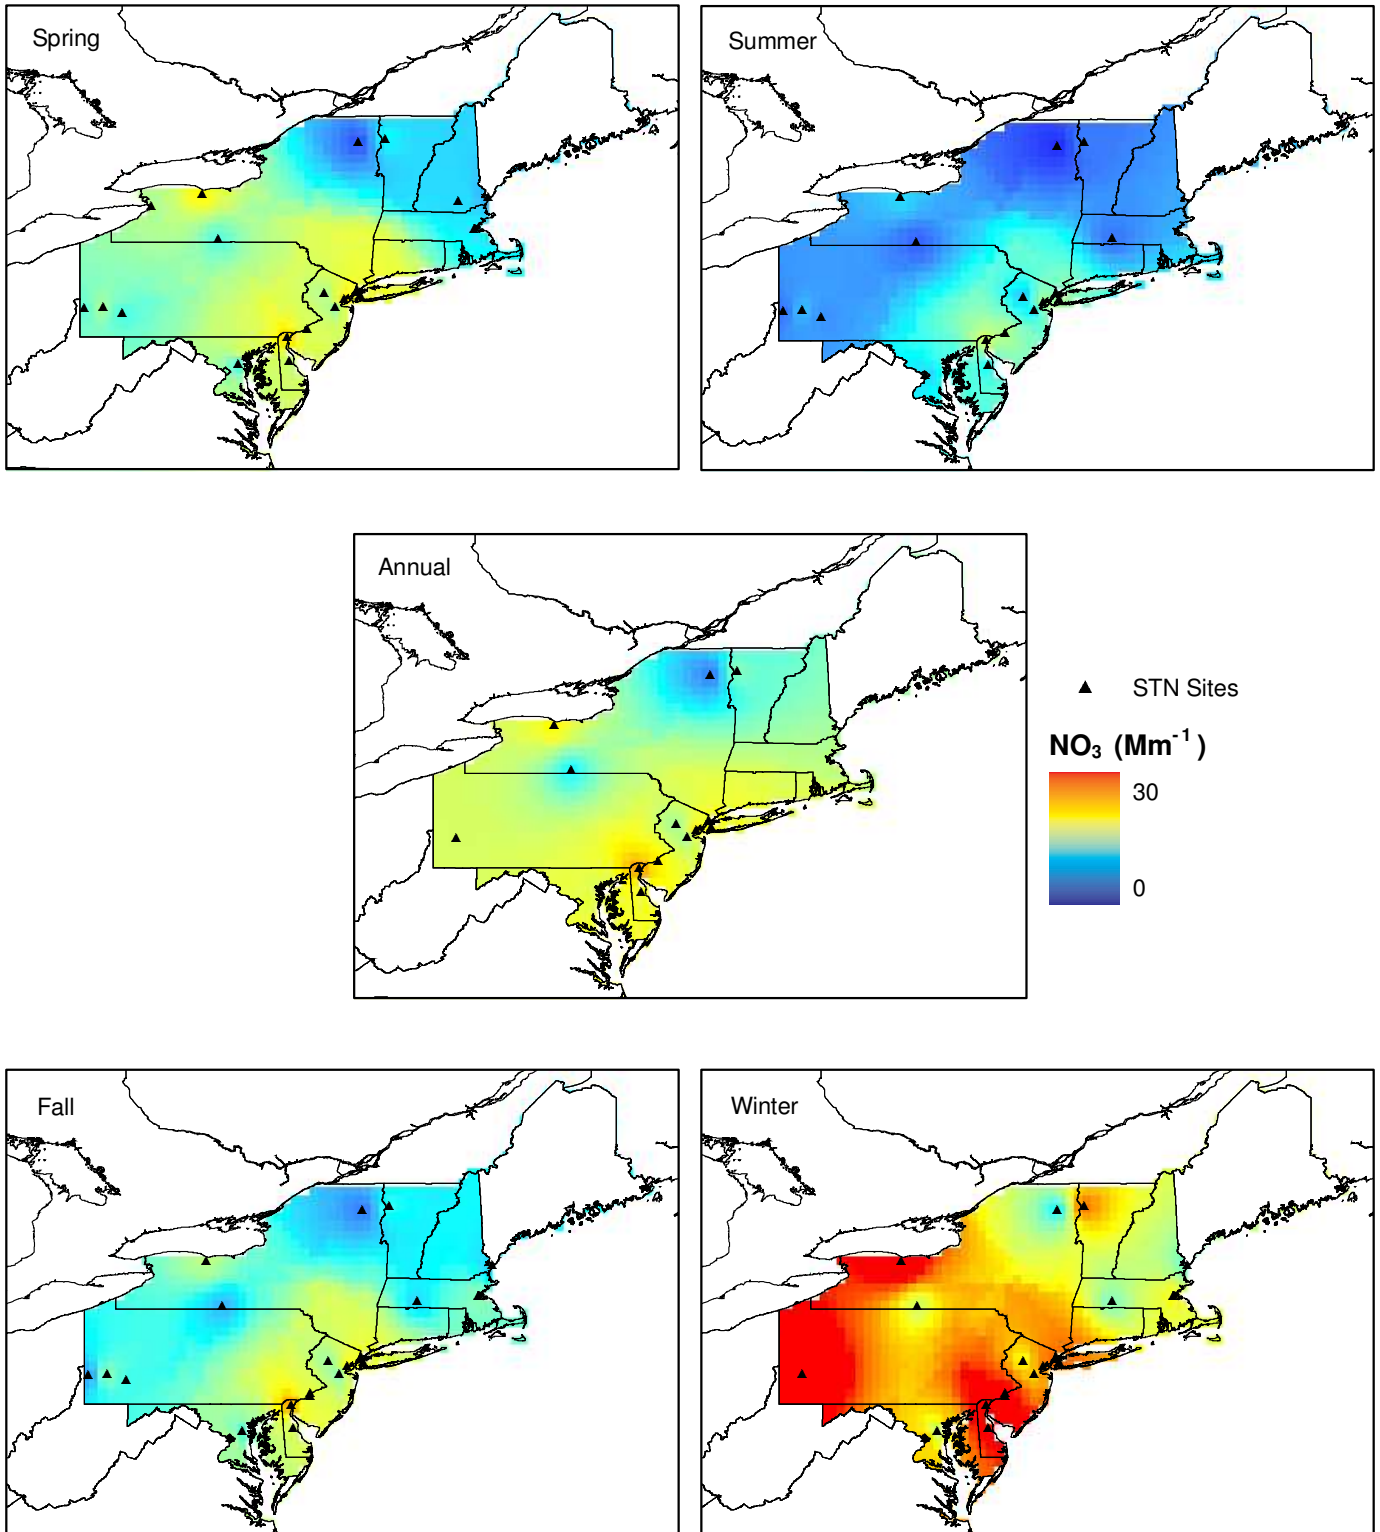 Spring
Summer
Annual
STN Sites
NO₃ (Mm⁻¹)
30
0
Fall
Winter